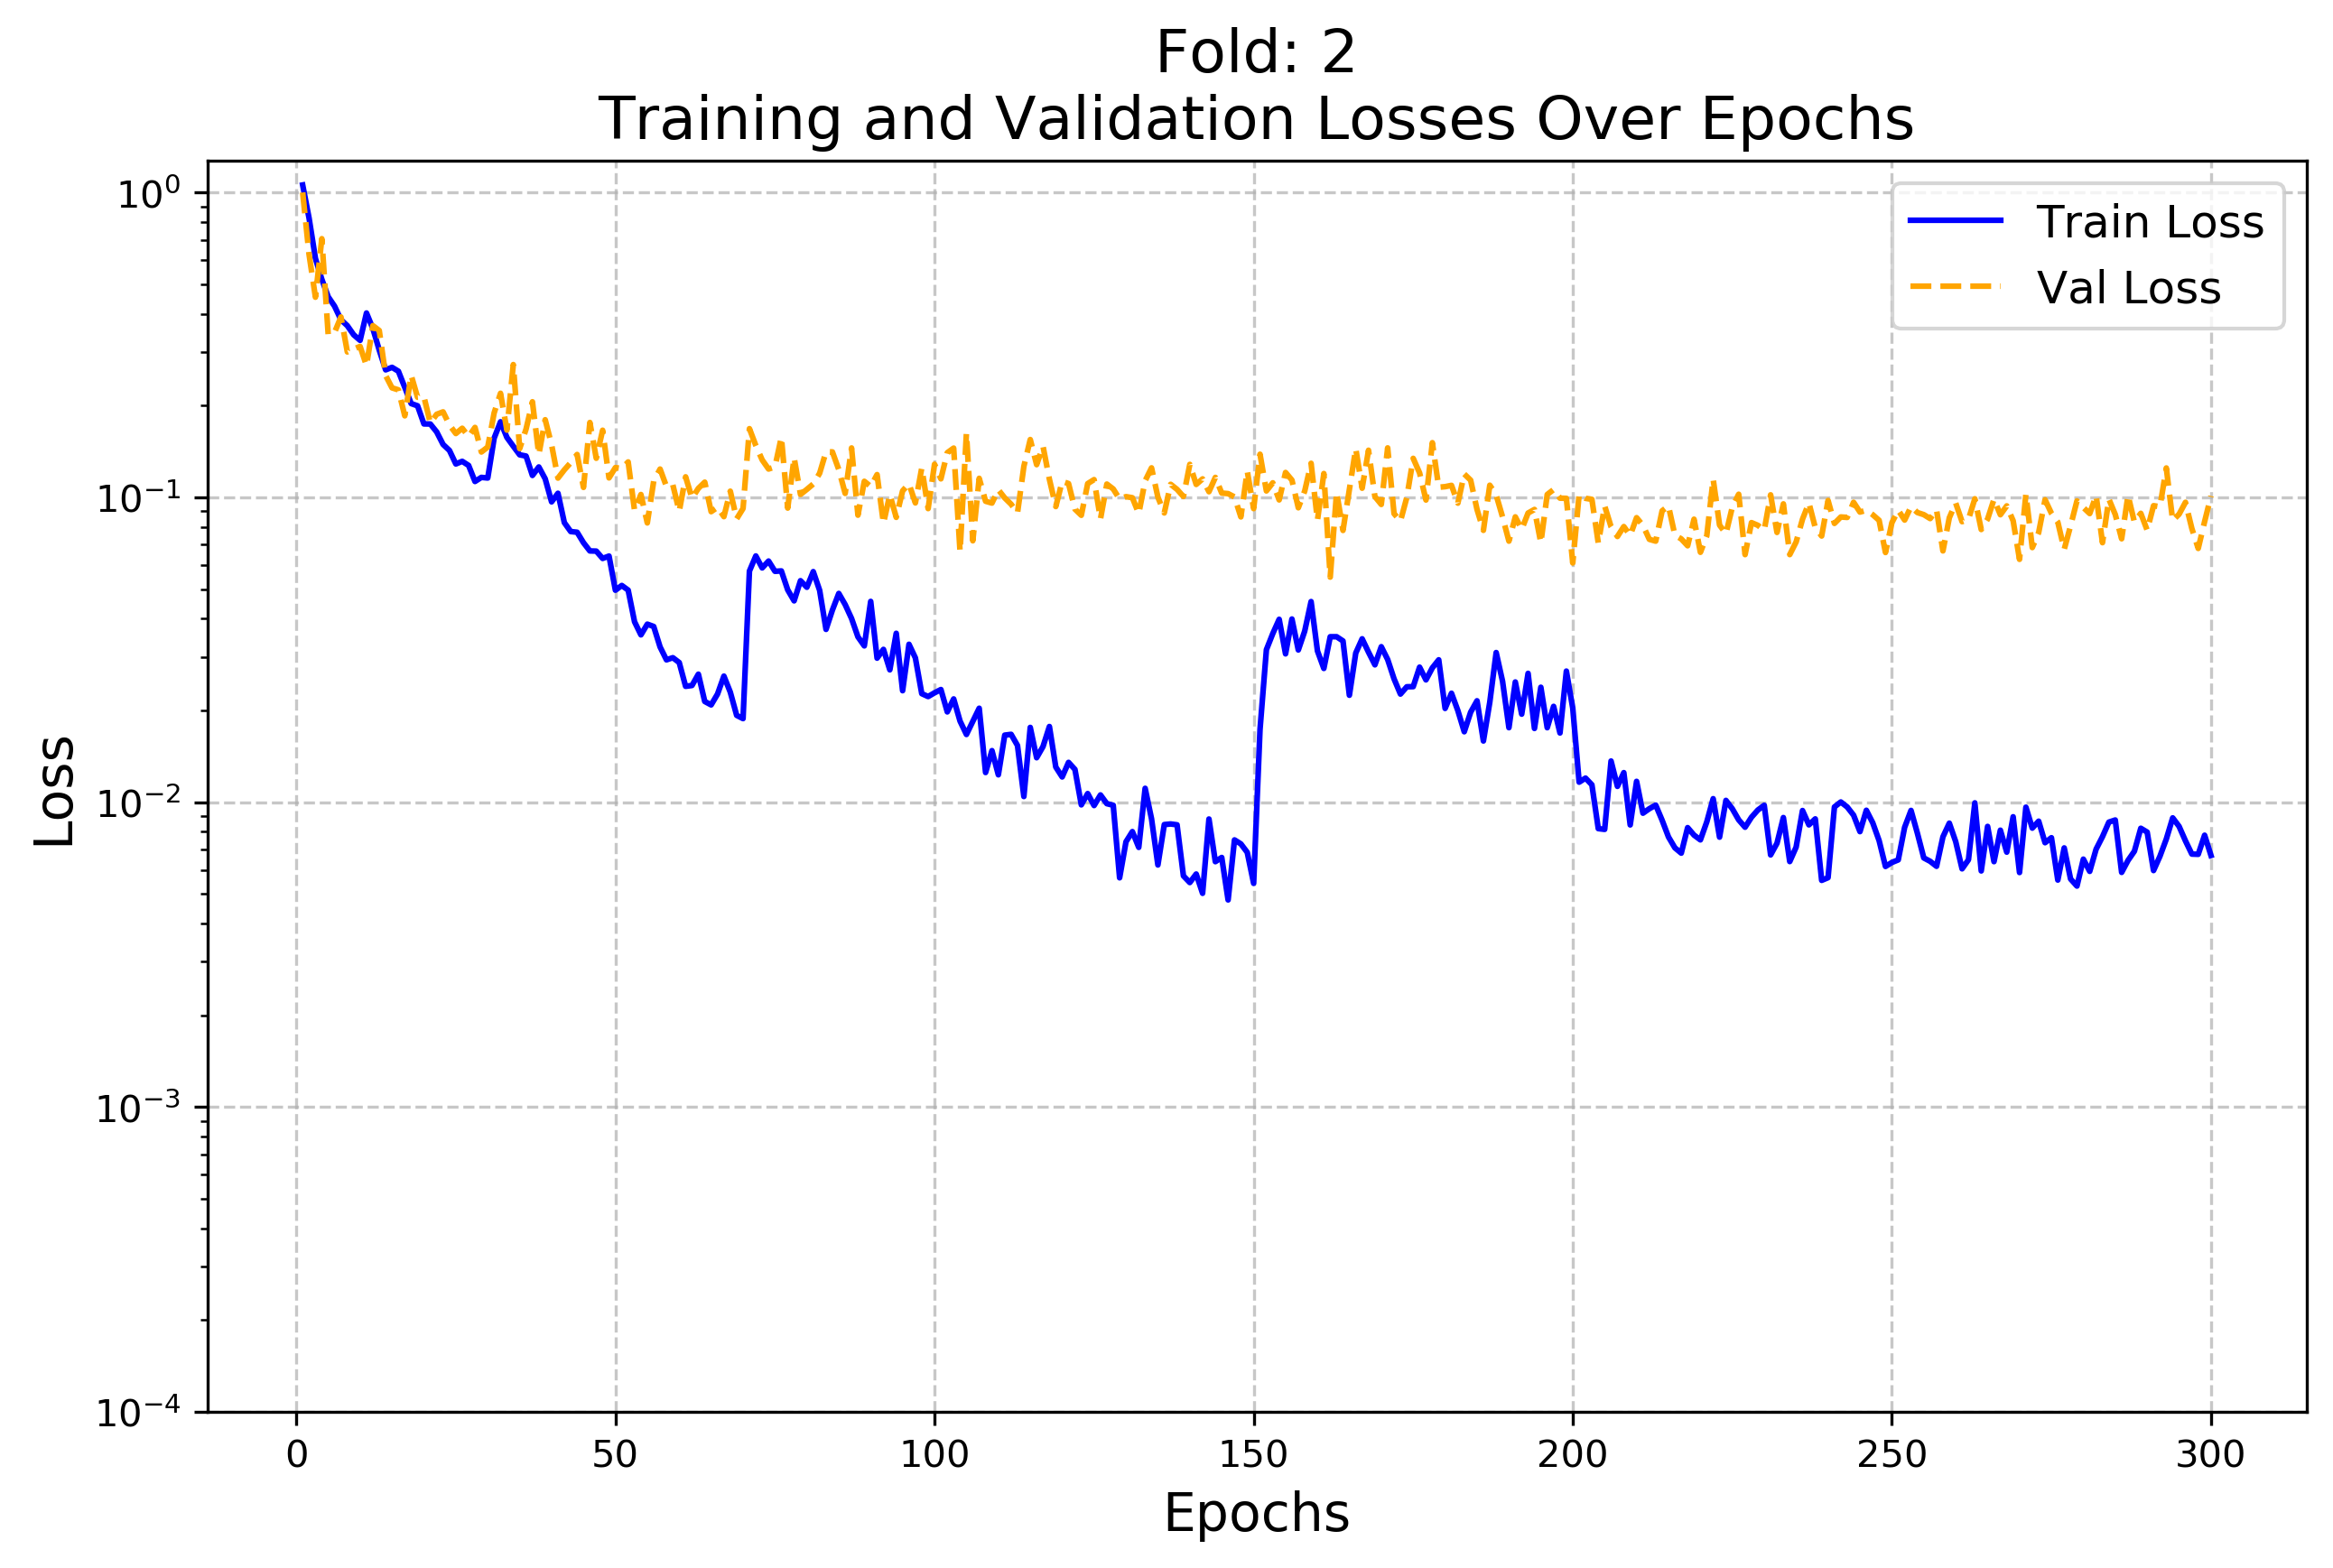 Fold: 2
Training and Validation Losses Over Epochs
Train Loss
Val Loss
Loss
10⁰
10⁻¹
10⁻²
10⁻³
10⁻⁴
0 50 100 150 200 250 300
Epochs